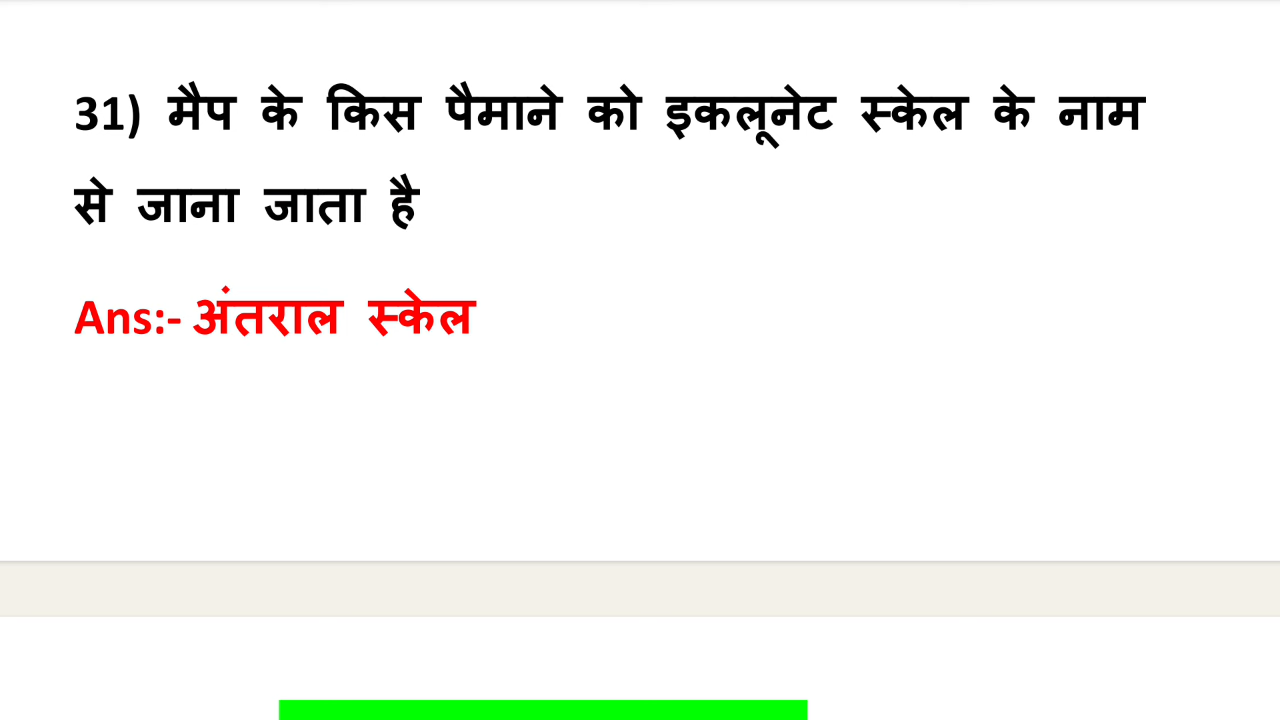 31) मैप के किस पैमाने को इकलूनेट स्केल के नाम
से जाना जाता है
Ans:- अंतराल स्केल